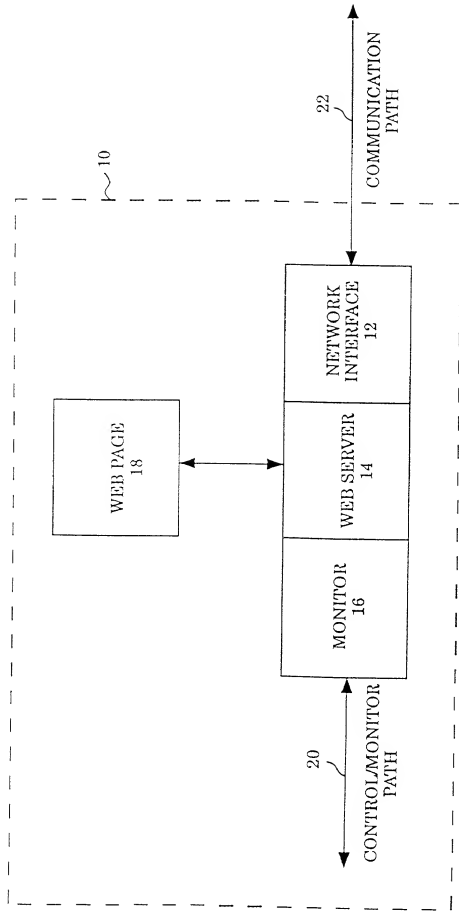 10
WEB PAGE
18
MONITOR
16
WEB SERVER
14
NETWORK
INTERFACE
12
20
CONTROL/MONITOR
PATH
22
COMMUNICATION
PATH